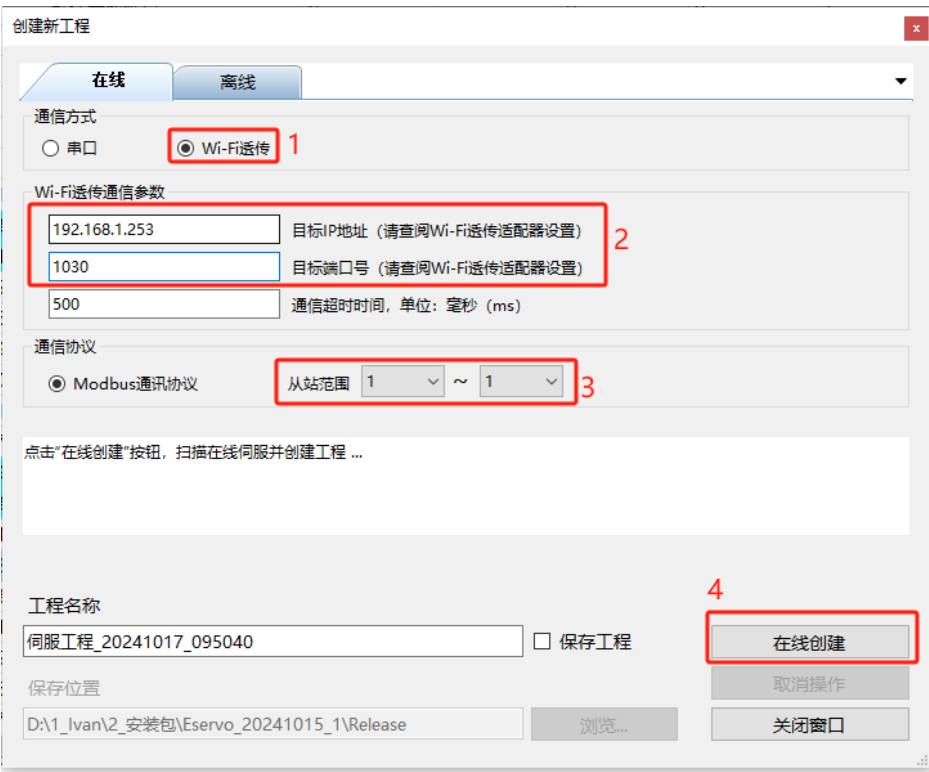 创建新工程
x
在线 离线
通信方式
串口 Wi-Fi透传 1
Wi-Fi透传通信参数
192.168.1.253 目标IP地址（请查阅Wi-Fi透传适配器设置） 2
1030 目标端口号（请查阅Wi-Fi透传适配器设置）
500 通信超时时间，单位：毫秒（ms）
通信协议
Modbus通讯协议 从站范围 1 ~ 1 3
点击“在线创建”按钮，扫描在线伺服并创建工程 ...
4
工程名称
伺服工程_20241017_095040 保存工程 在线创建
保存位置 取消操作
D:\1_Ivan\2_安装包\Eservo_20241015_1\Release 浏览... 关闭窗口